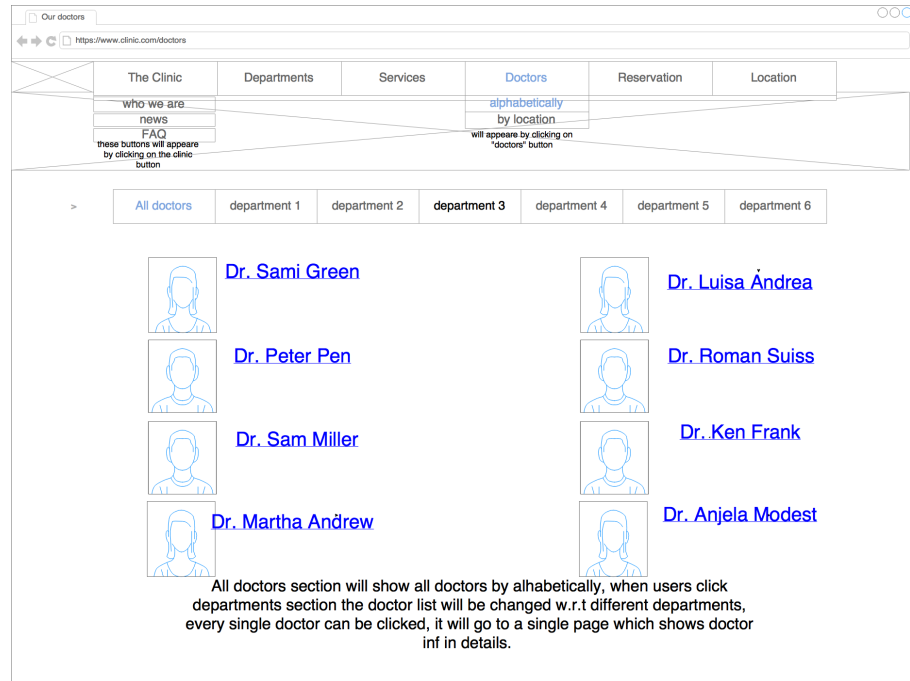 Our doctors
https://www.clinic.com/doctors
The Clinic
Departments
Services
Doctors
Reservation
Location
who we are
news
FAQ
these buttons will appeare
by clicking on the clinic
button
alphabetically
by location
will appeare by clicking on
"doctors" button
>
All doctors
department 1
department 2
department 3
department 4
department 5
department 6
Dr. Sami Green
Dr. Luisa Andrea
Dr. Peter Pen
Dr. Roman Suiss
Dr. Sam Miller
Dr. Ken Frank
Dr. Martha Andrew
Dr. Anjela Modest
All doctors section will show all doctors by alhabetically, when users click
departments section the doctor list will be changed w.r.t different departments,
every single doctor can be clicked, it will go to a single page which shows doctor
inf in details.